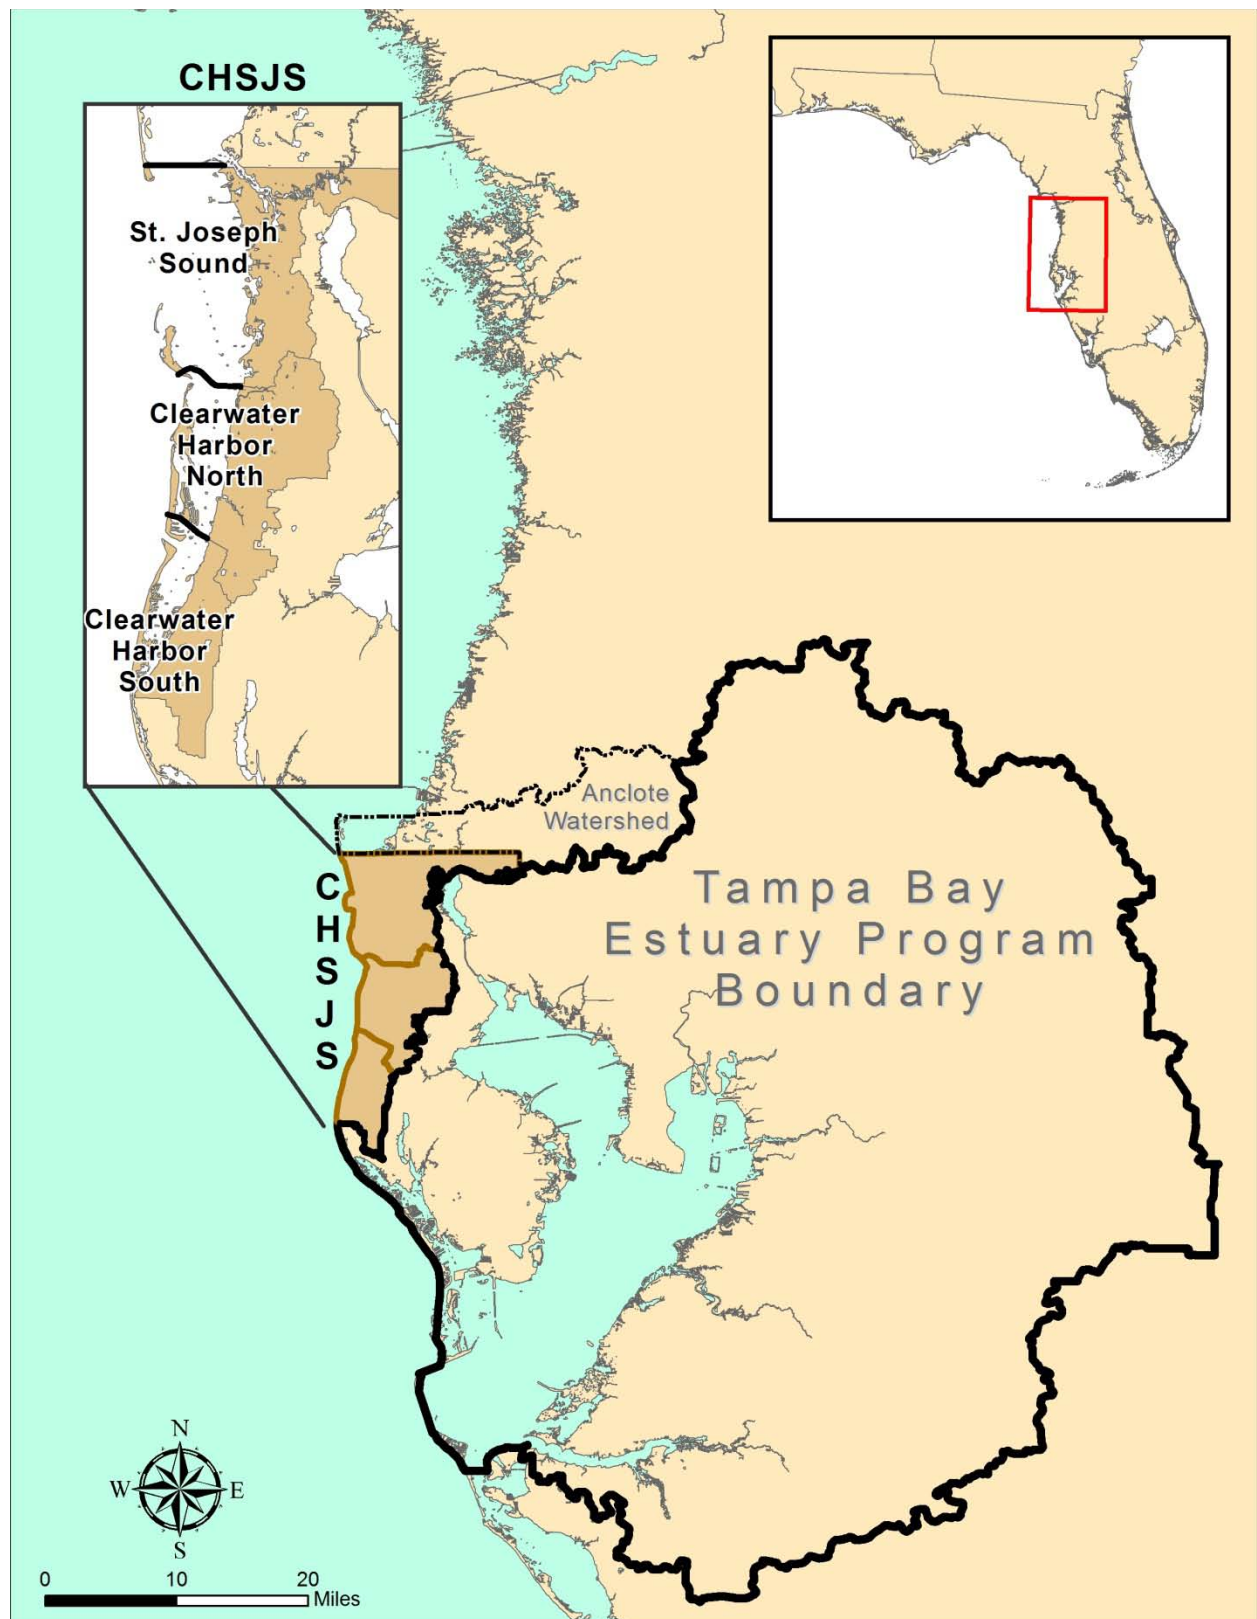 CHSJS
St. Joseph
Sound
Clearwater
Harbor
North
Clearwater
Harbor
South
Anclote
Watershed
C
H
S
J
S
Tampa Bay
Estuary Program
Boundary
N
W
E
S
0
10
20
Miles